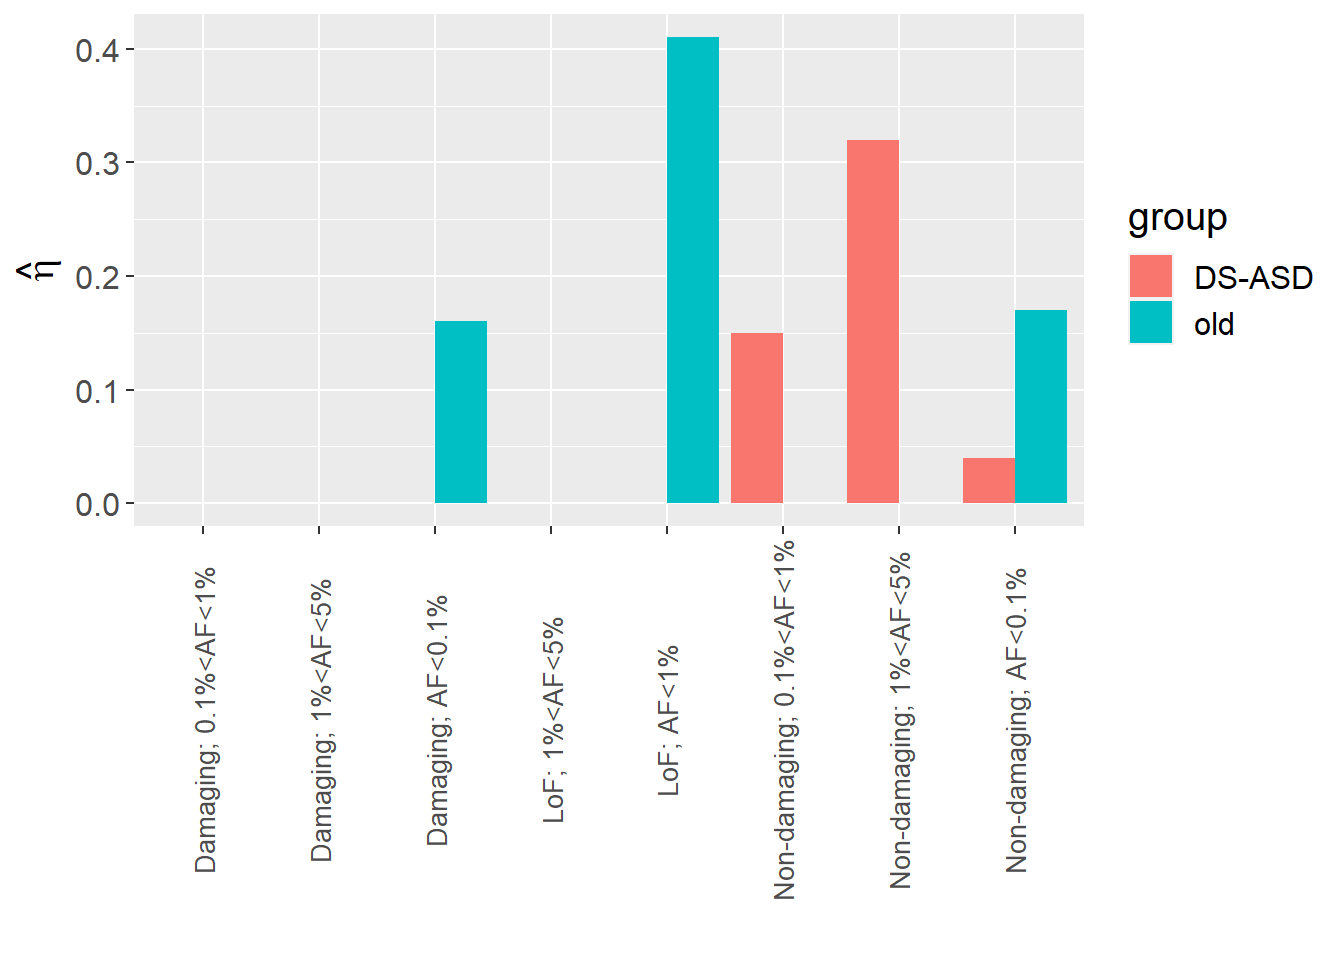 0.4
0.3
0.2
0.1
0.0
η̂
Damaging; 0.1%<AF<1%
Damaging; 1%<AF<5%
Damaging; AF<0.1%
LoF; 1%<AF<5%
LoF; AF<1%
Non-damaging; 0.1%<AF<1%
Non-damaging; 1%<AF<5%
Non-damaging; AF<0.1%
group
DS-ASD
old